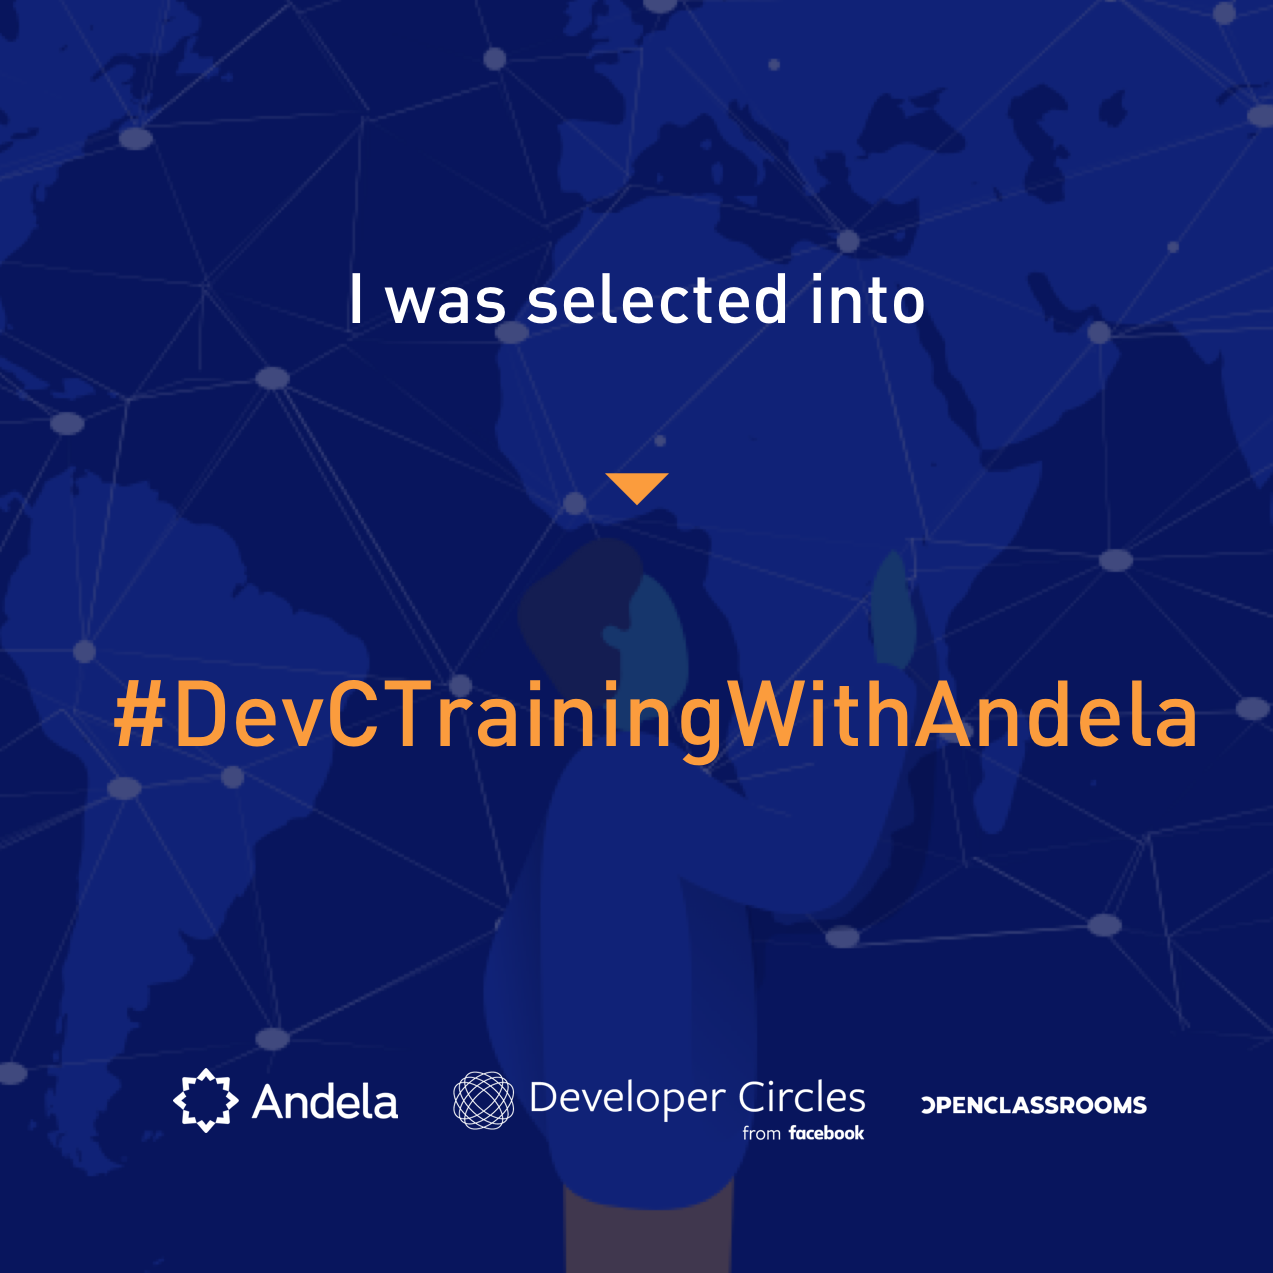 I was selected into
#DevCTrainingWithAndela
Andela
Developer Circles
from facebook
OPENCLASSROOMS